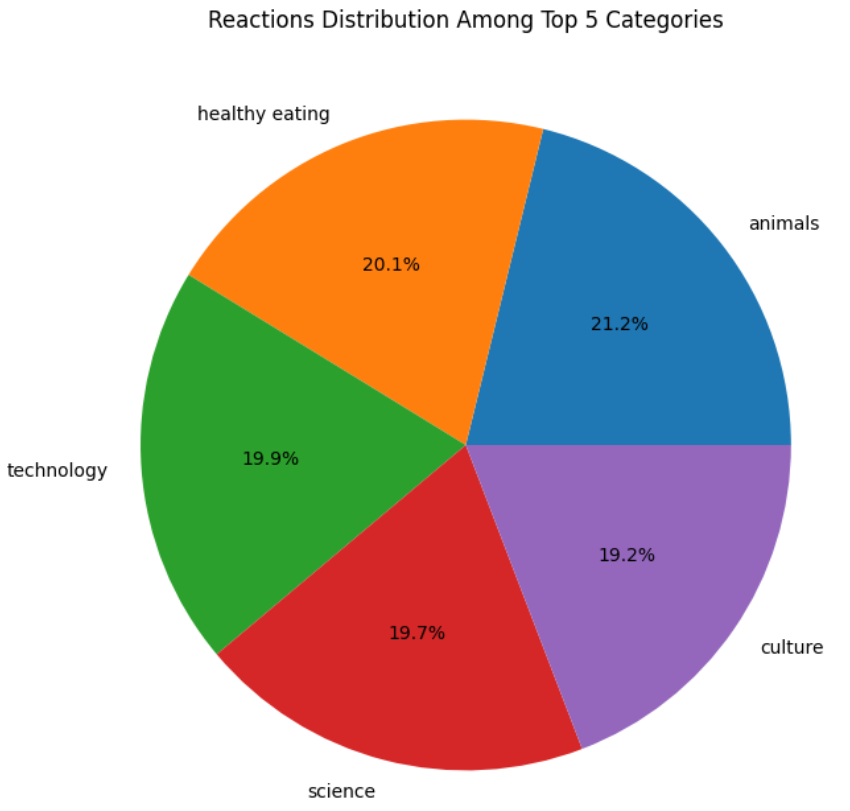 Reactions Distribution Among Top 5 Categories
healthy eating
animals
20.1%
21.2%
technology
19.9%
19.2%
19.7%
culture
science